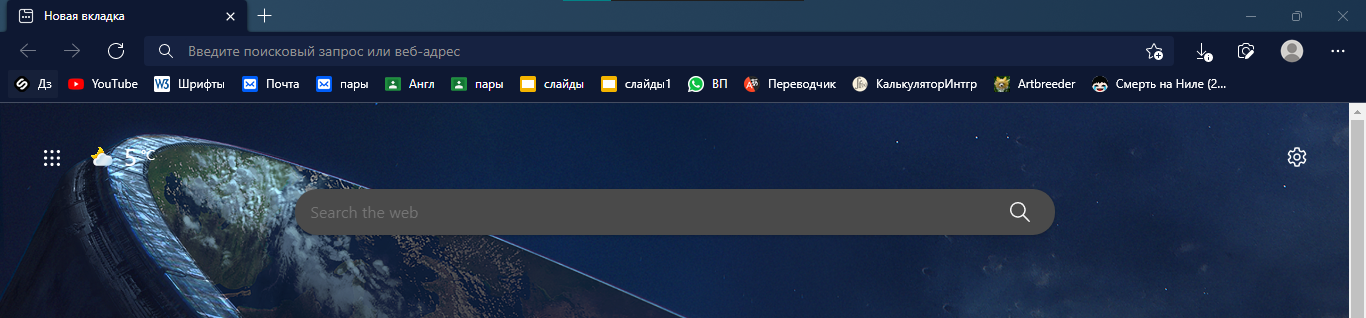 Новая вкладка
Введите поисковый запрос или веб-адрес
Дз YouTube Шрифты Почта пары Англ пары слайды слайды1 ВП Переводчик КалькуляторИнтгр Artbreeder Смерть на Ниле (2...
5 °C
Search the web